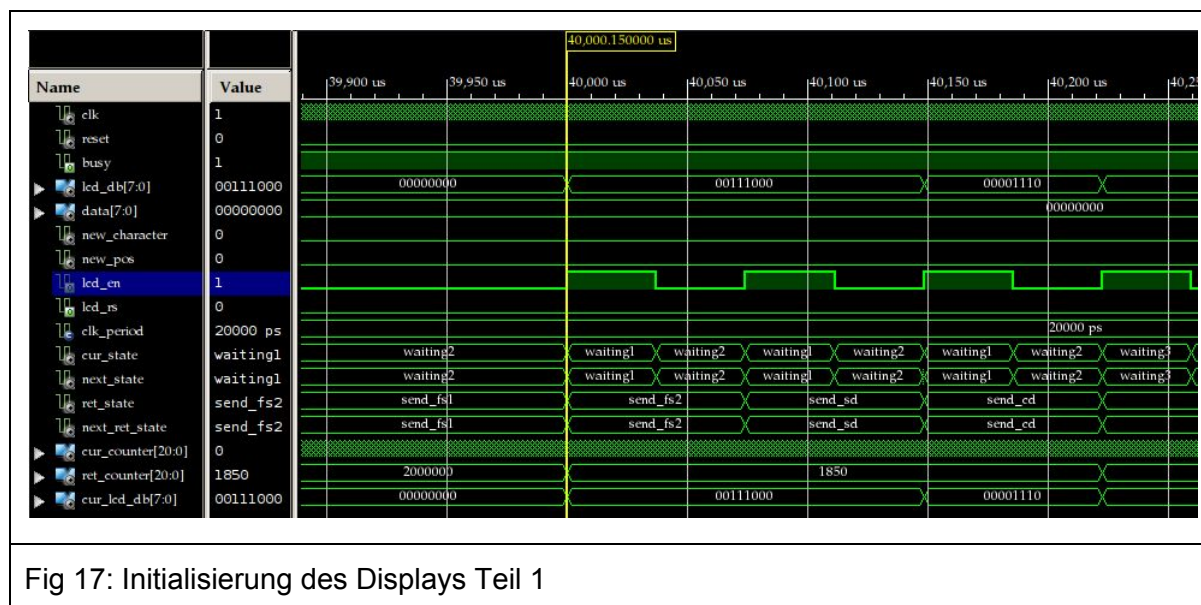 40,000.150000 us
Name Value 39,900 us 39,950 us 40,000 us 40,050 us 40,100 us 40,150 us 40,200 us
clk 1
reset 0
busy 1
lcd_db[7:0] 00111000 00000000 00111000 00001110
data[7:0] 00000000 00000000
new_character 0
new_pos 0
lcd_en 1
lcd_rs 0
clk_period 20000 ps 20000 ps
cur_state waiting1 waiting2 waiting1 waiting2 waiting1 waiting2 waiting1 waiting2 waiting3
next_state waiting1 waiting2 waiting1 waiting2 waiting1 waiting2 waiting1 waiting2 waiting3
ret_state send_fs2 send_fs1 send_fs2 send_sd send_cd
next_ret_state send_fs2 send_fs1 send_fs2 send_sd send_cd
cur_counter[20:0] 0
ret_counter[20:0] 1850 2000000 1850
cur_lcd_db[7:0] 00111000 00000000 00111000 00001110
Fig 17: Initialisierung des Displays Teil 1